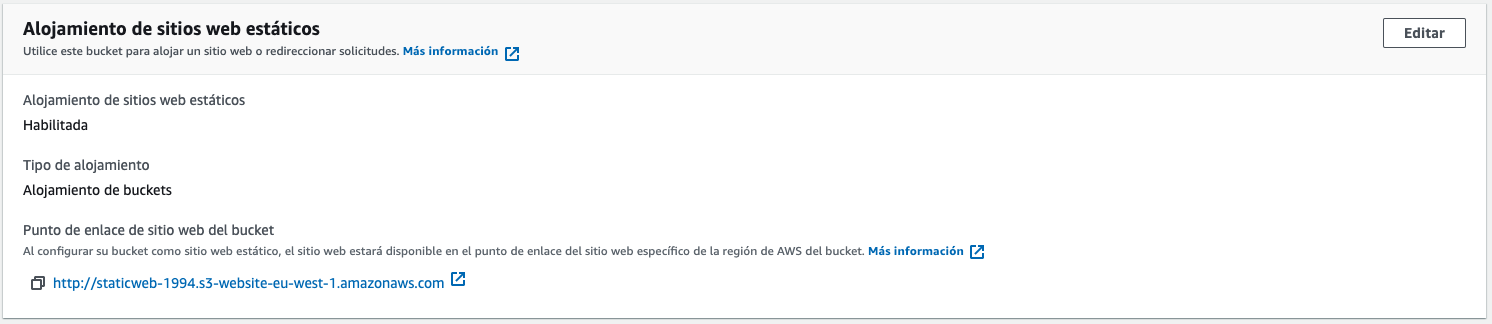 Alojamiento de sitios web estáticos
Editar
Utilice este bucket para alojar un sitio web o redireccionar solicitudes. Más información
Alojamiento de sitios web estáticos
Habilitada
Tipo de alojamiento
Alojamiento de buckets
Punto de enlace de sitio web del bucket
Al configurar su bucket como sitio web estático, el sitio web estará disponible en el punto de enlace del sitio web específico de la región de AWS del bucket. Más información
http://staticweb-1994.s3-website-eu-west-1.amazonaws.com